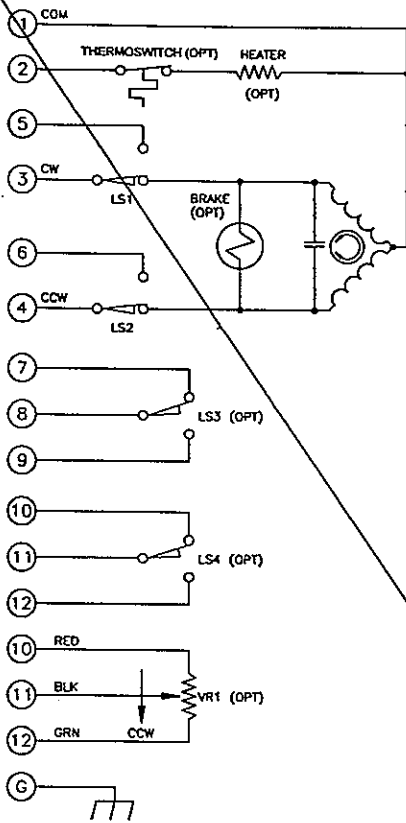 1 COM
THERMOSWITCH (OPT) HEATER
2
(OPT)
5
3 CW
LS1
BRAKE
(OPT)
6
4 CCW
LS2
7
8 LS3 (OPT)
9
10
11 LS4 (OPT)
12
10 RED
11 BLK VR1 (OPT)
12 GRN CCW
G